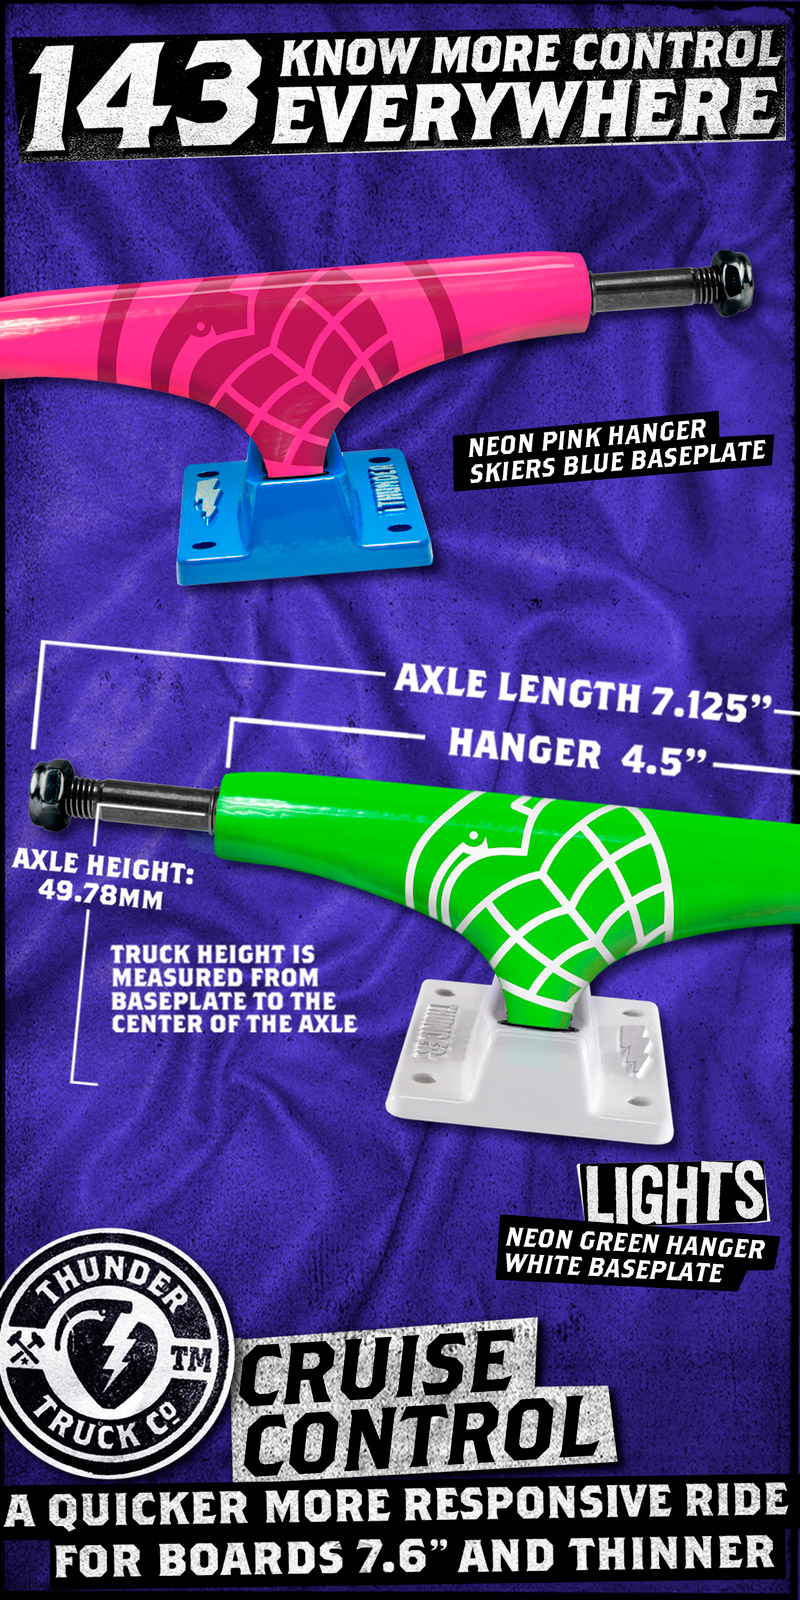 143 KNOW MORE CONTROL
EVERYWHERE
NEON PINK HANGER
SKIERS BLUE BASEPLATE
THUNDER
AXLE LENGTH 7.125”
HANGER 4.5”
AXLE HEIGHT:
49.78MM
TRUCK HEIGHT IS
MEASURED FROM
BASEPLATE TO THE
CENTER OF THE AXLE
THUNDER
LIGHTS
NEON GREEN HANGER
WHITE BASEPLATE
THUNDER
TM
TRUCK Co
CRUISE
CONTROL
A QUICKER MORE RESPONSIVE RIDE
FOR BOARDS 7.6” AND THINNER